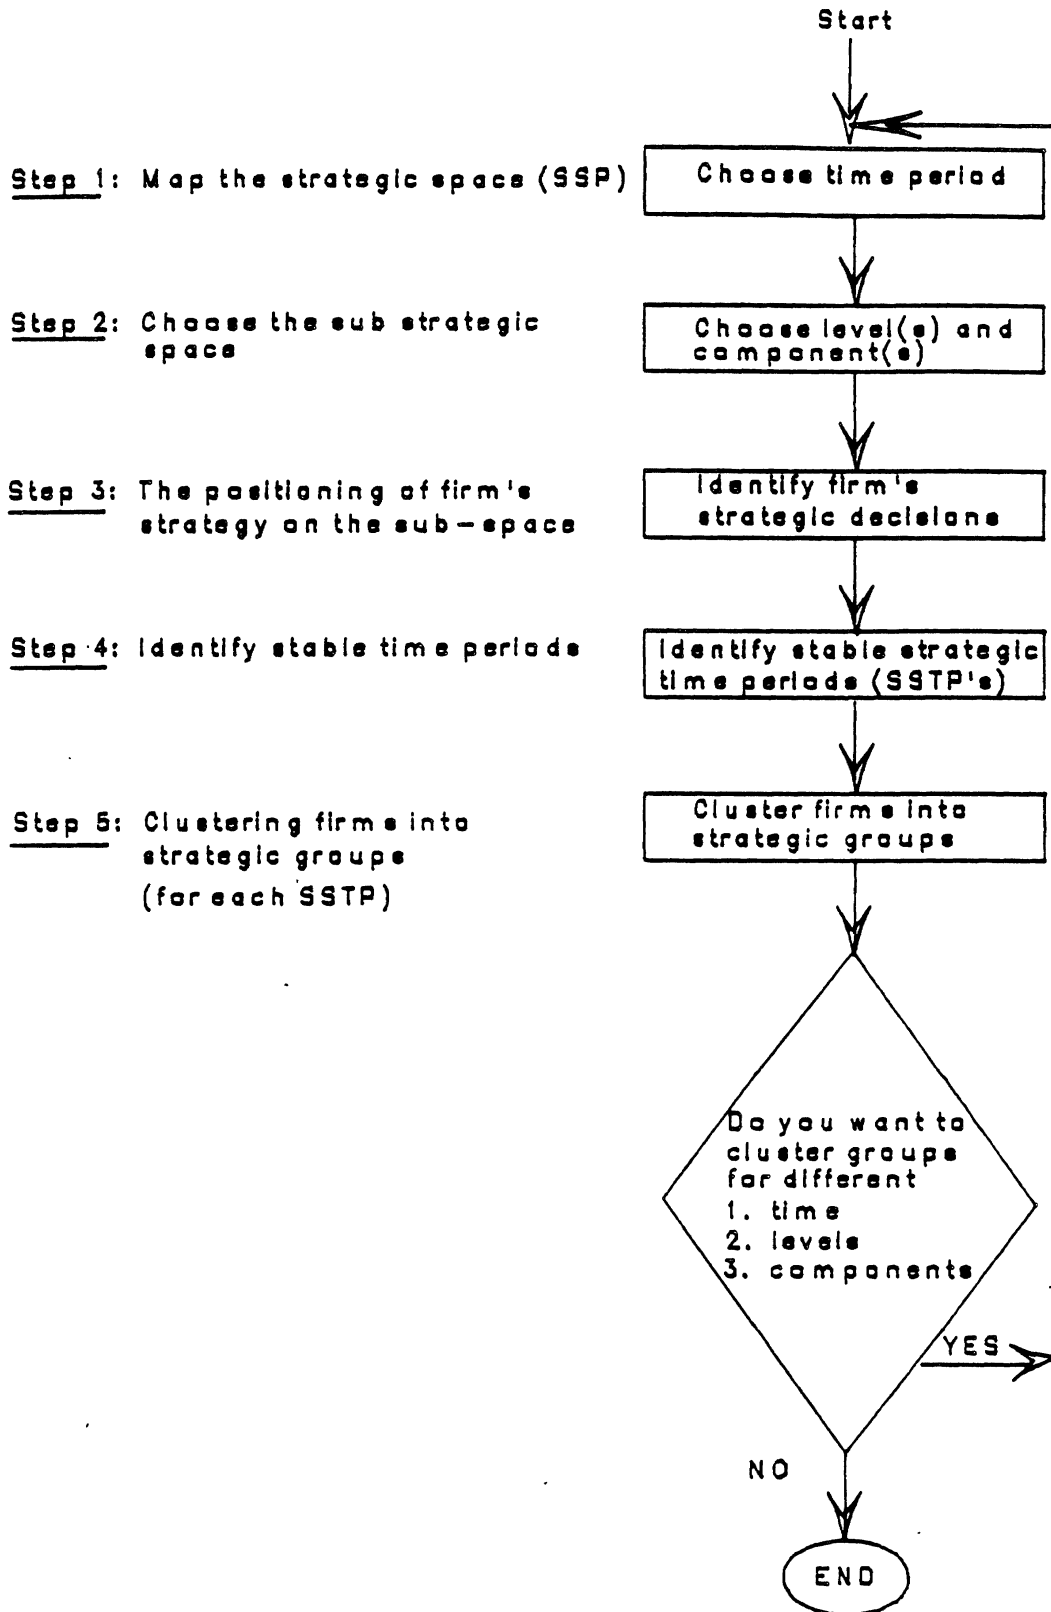 Start
Step 1: Map the strategic space (SSP)
Choose time period
Step 2: Choose the sub strategic
space
Choose level(s) and
component(s)
Step 3: The positioning of firm's
strategy on the sub-space
Identify firm's
strategic decisions
Step 4: Identify stable time periods
Identify stable strategic
time periods (SSTP's)
Step 5: Clustering firms into
strategic groups
(for each SSTP)
Cluster firms into
strategic groups
Do you want to
cluster groups
for different
1. time
2. levels
3. components
YES
NO
END